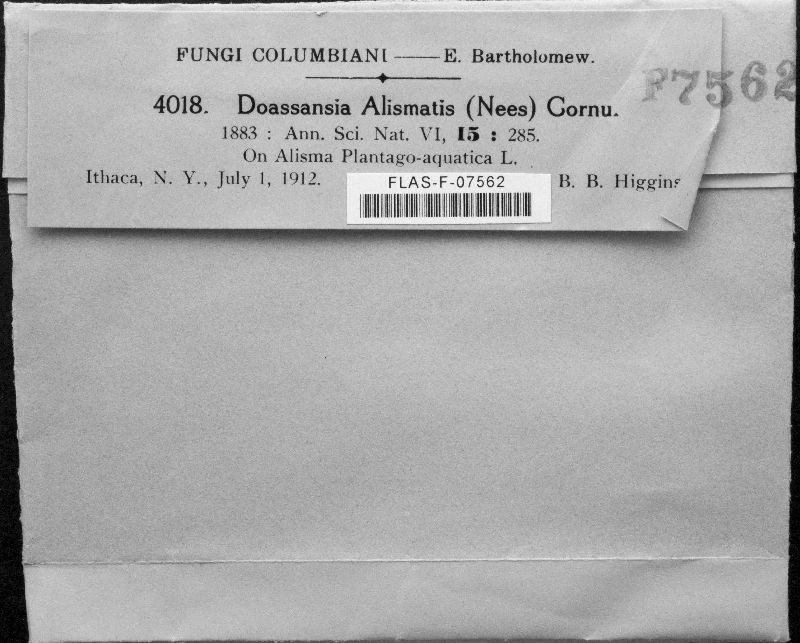 FUNGI COLUMBIANI — E. Bartholomew.
F7562
4018. Doassansia Alismatis (Nees) Cornu.
1883 : Ann. Sci. Nat. VI, 15 : 285.
On Alisma Plantago-aquatica L.
Ithaca, N. Y., July 1, 1912. B. B. Higgins
FLAS-F-07562